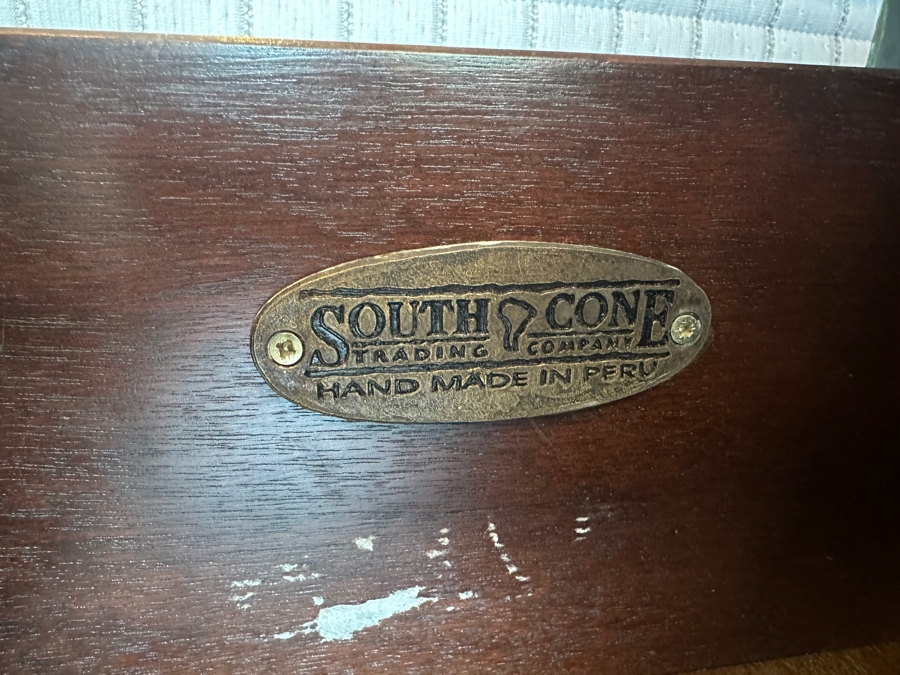 SOUTH CONE
TRADING COMPANY
HAND MADE IN PERU